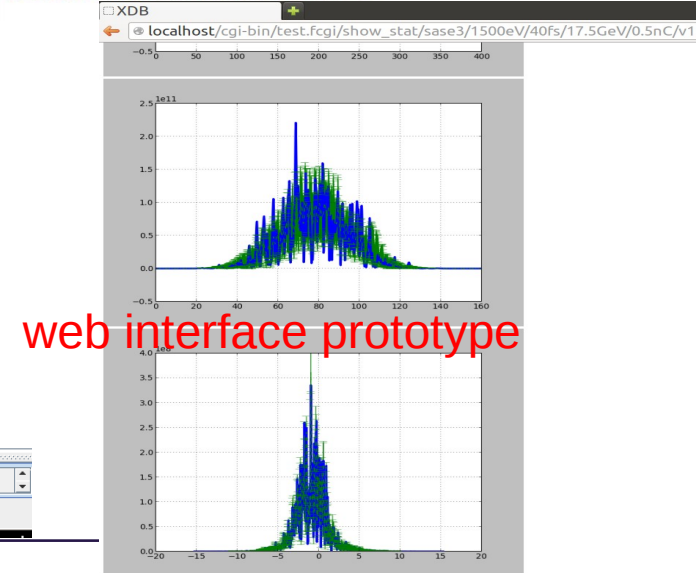 XDB
localhost/cgi-bin/test.fcgi/show_stat/sase3/1500eV/40fs/17.5GeV/0.5nC/v1
−0.5
0 50 100 150 200 250 300 350 400
1e11
2.5
2.0
1.5
1.0
0.5
0.0
−0.5
0 20 40 60 80 100 120 140 160
web interface prototype
4.0
3.5
3.0
2.5
2.0
1.5
1.0
0.5
0.0
−20 −15 −10 −5 0 5 10 15 20